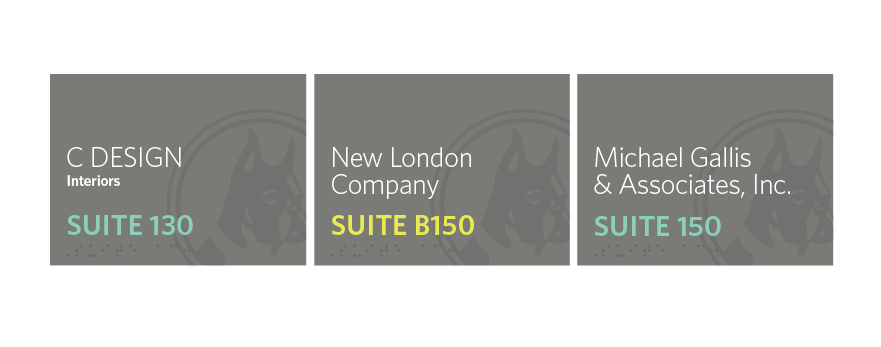 C DESIGN
Interiors
SUITE 130
New London
Company
SUITE B150
Michael Gallis
& Associates, Inc.
SUITE 150